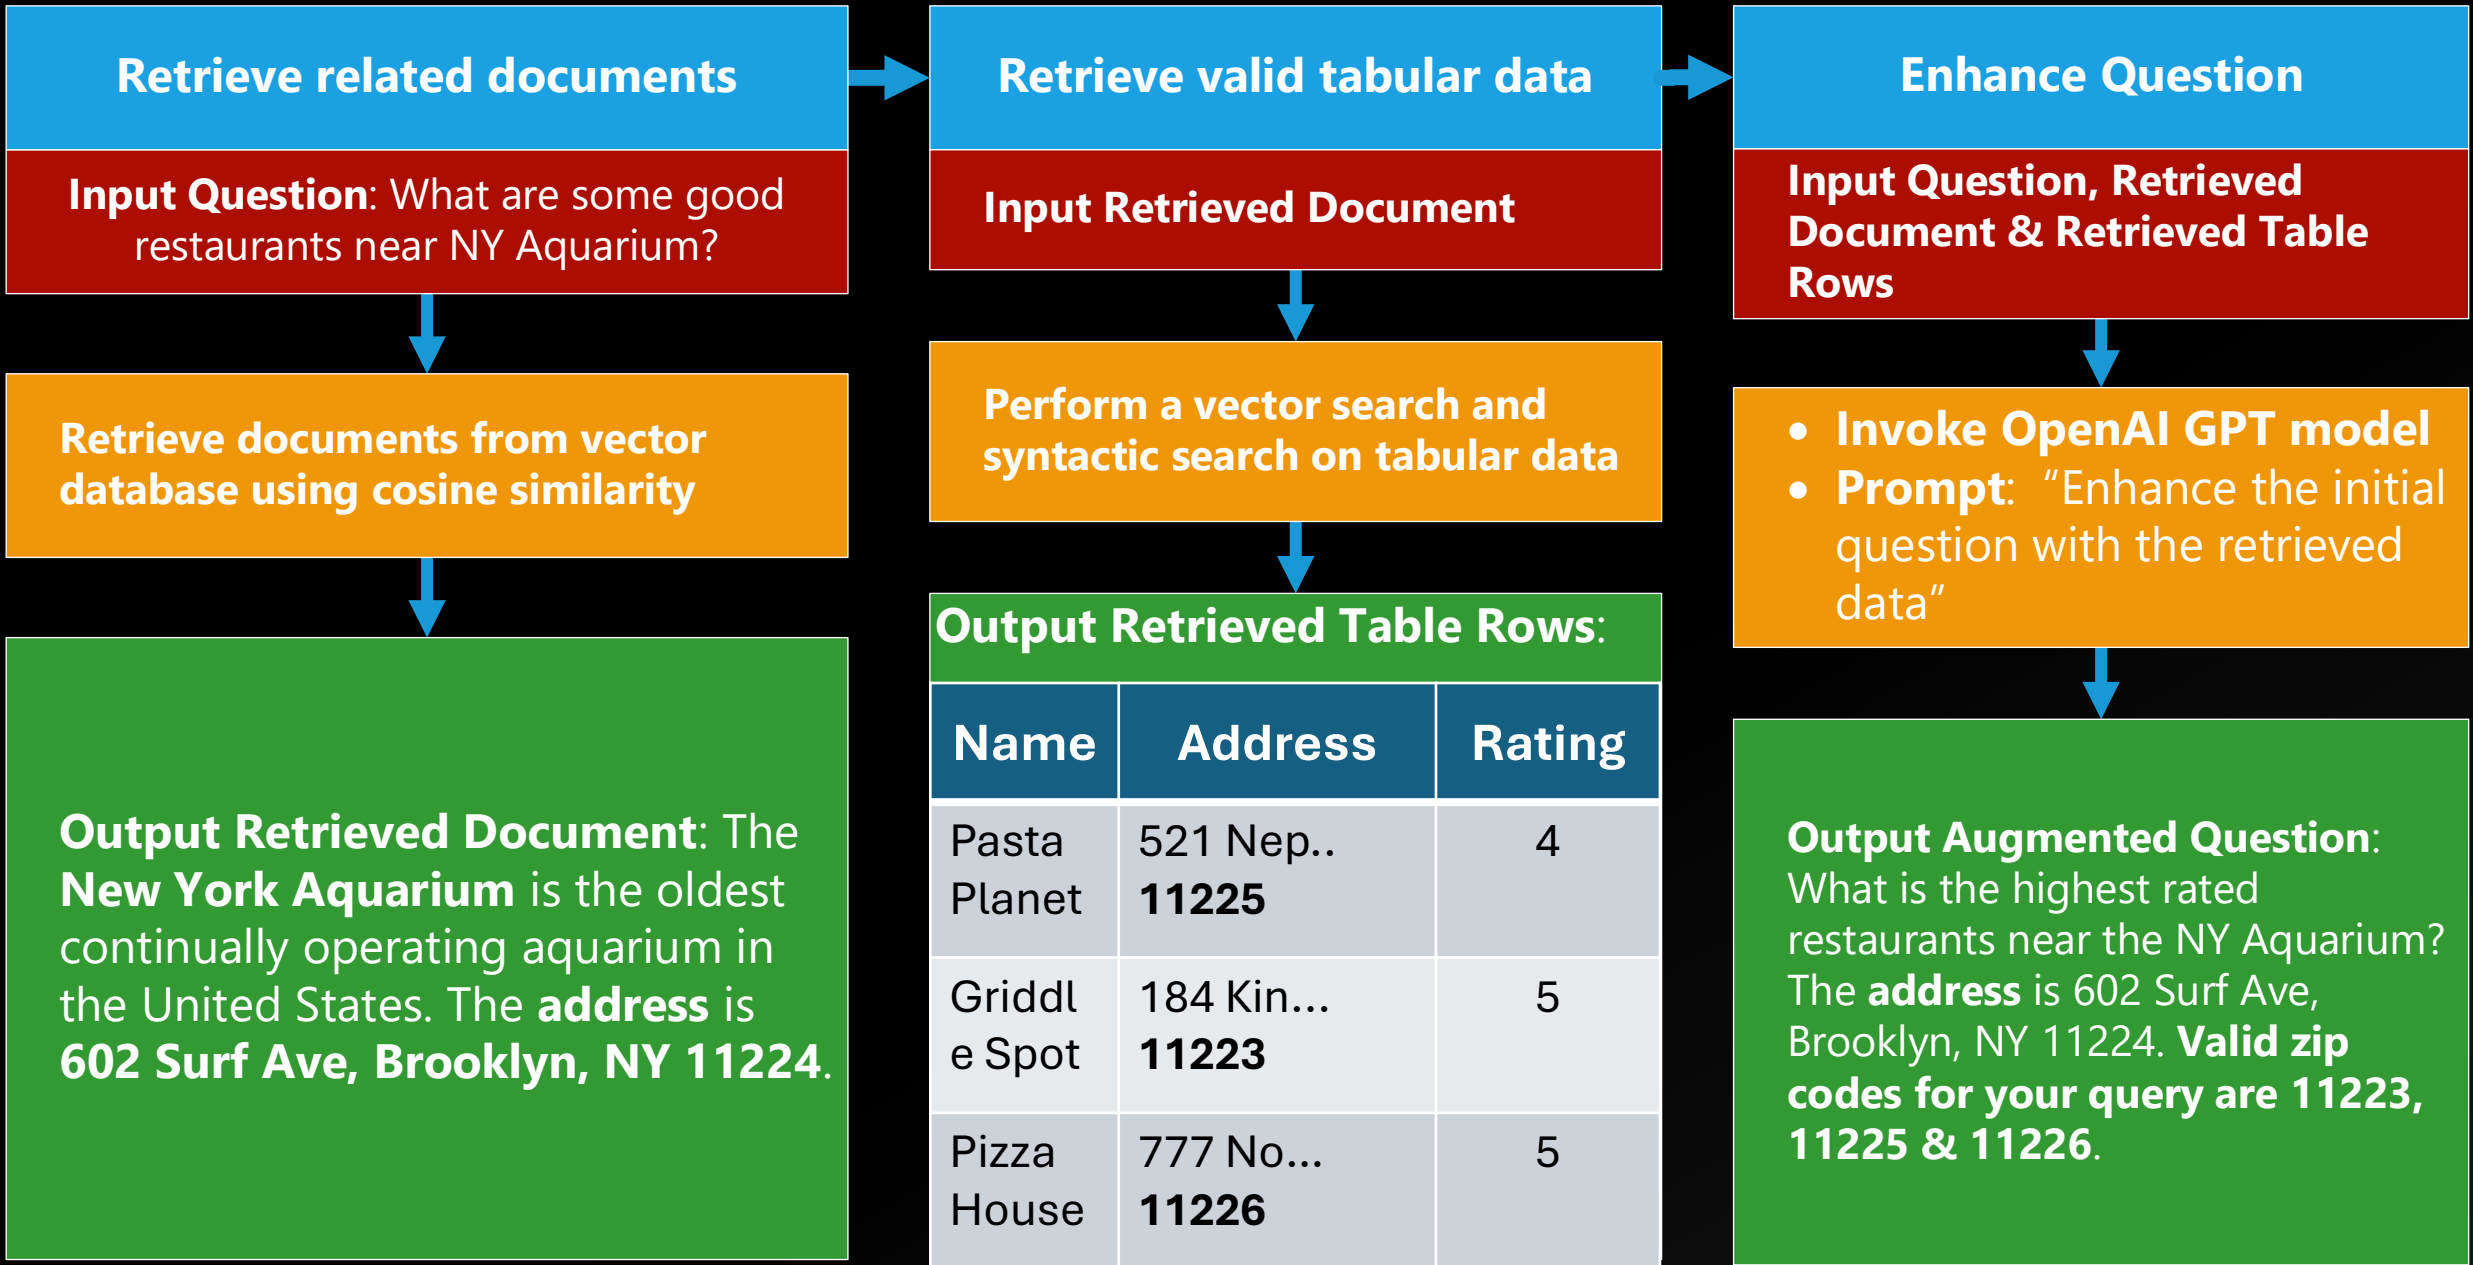 Retrieve related documents
Input Question: What are some good
restaurants near NY Aquarium?
Retrieve documents from vector
database using cosine similarity
Output Retrieved Document: The
New York Aquarium is the oldest
continually operating aquarium in
the United States. The address is
602 Surf Ave, Brooklyn, NY 11224.
Retrieve valid tabular data
Input Retrieved Document
Perform a vector search and
syntactic search on tabular data
Output Retrieved Table Rows:
Name Address Rating
Pasta 521 Nep.. 4
Planet 11225
Griddl 184 Kin... 5
e Spot 11223
Pizza 777 No... 5
House 11226
Enhance Question
Input Question, Retrieved
Document & Retrieved Table
Rows
• Invoke OpenAI GPT model
• Prompt: “Enhance the initial
question with the retrieved
data”
Output Augmented Question:
What is the highest rated
restaurants near the NY Aquarium?
The address is 602 Surf Ave,
Brooklyn, NY 11224. Valid zip
codes for your query are 11223,
11225 & 11226.